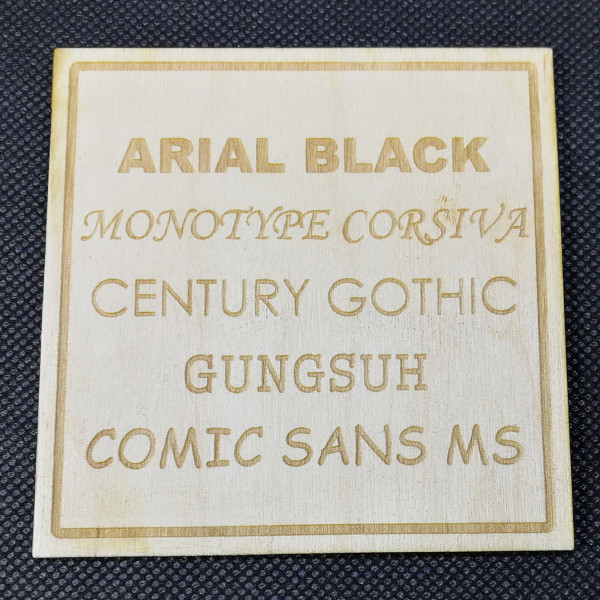 ARIAL BLACK
MONOTYPE CORSIVA
CENTURY GOTHIC
GUNGSUH
COMIC SANS MS